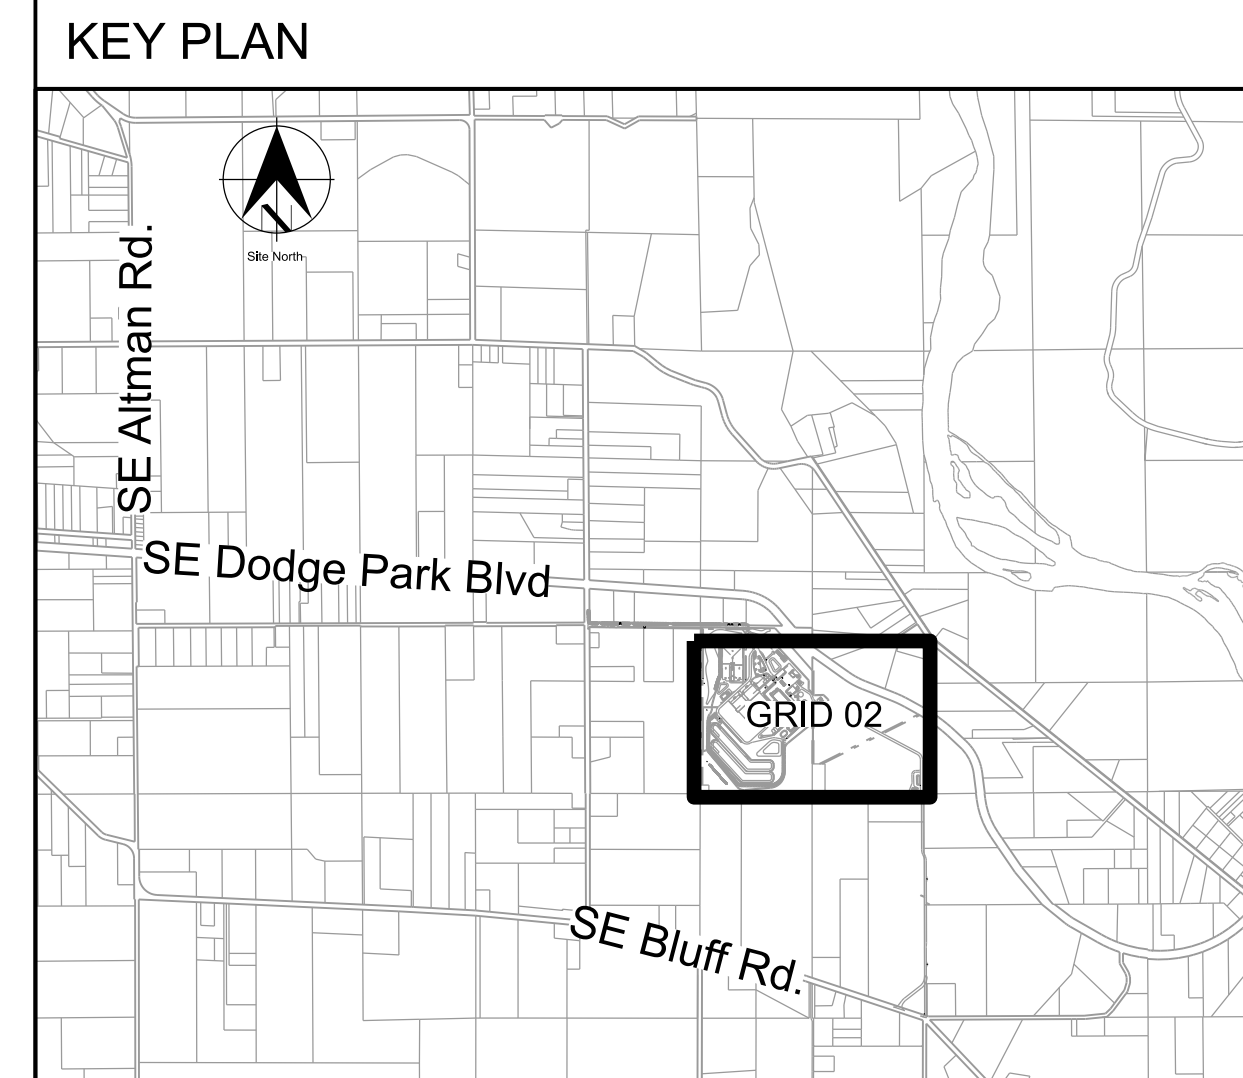 KEY PLAN
Site North
SE Altman Rd.
SE Dodge Park Blvd
GRID 02
SE Bluff Rd.